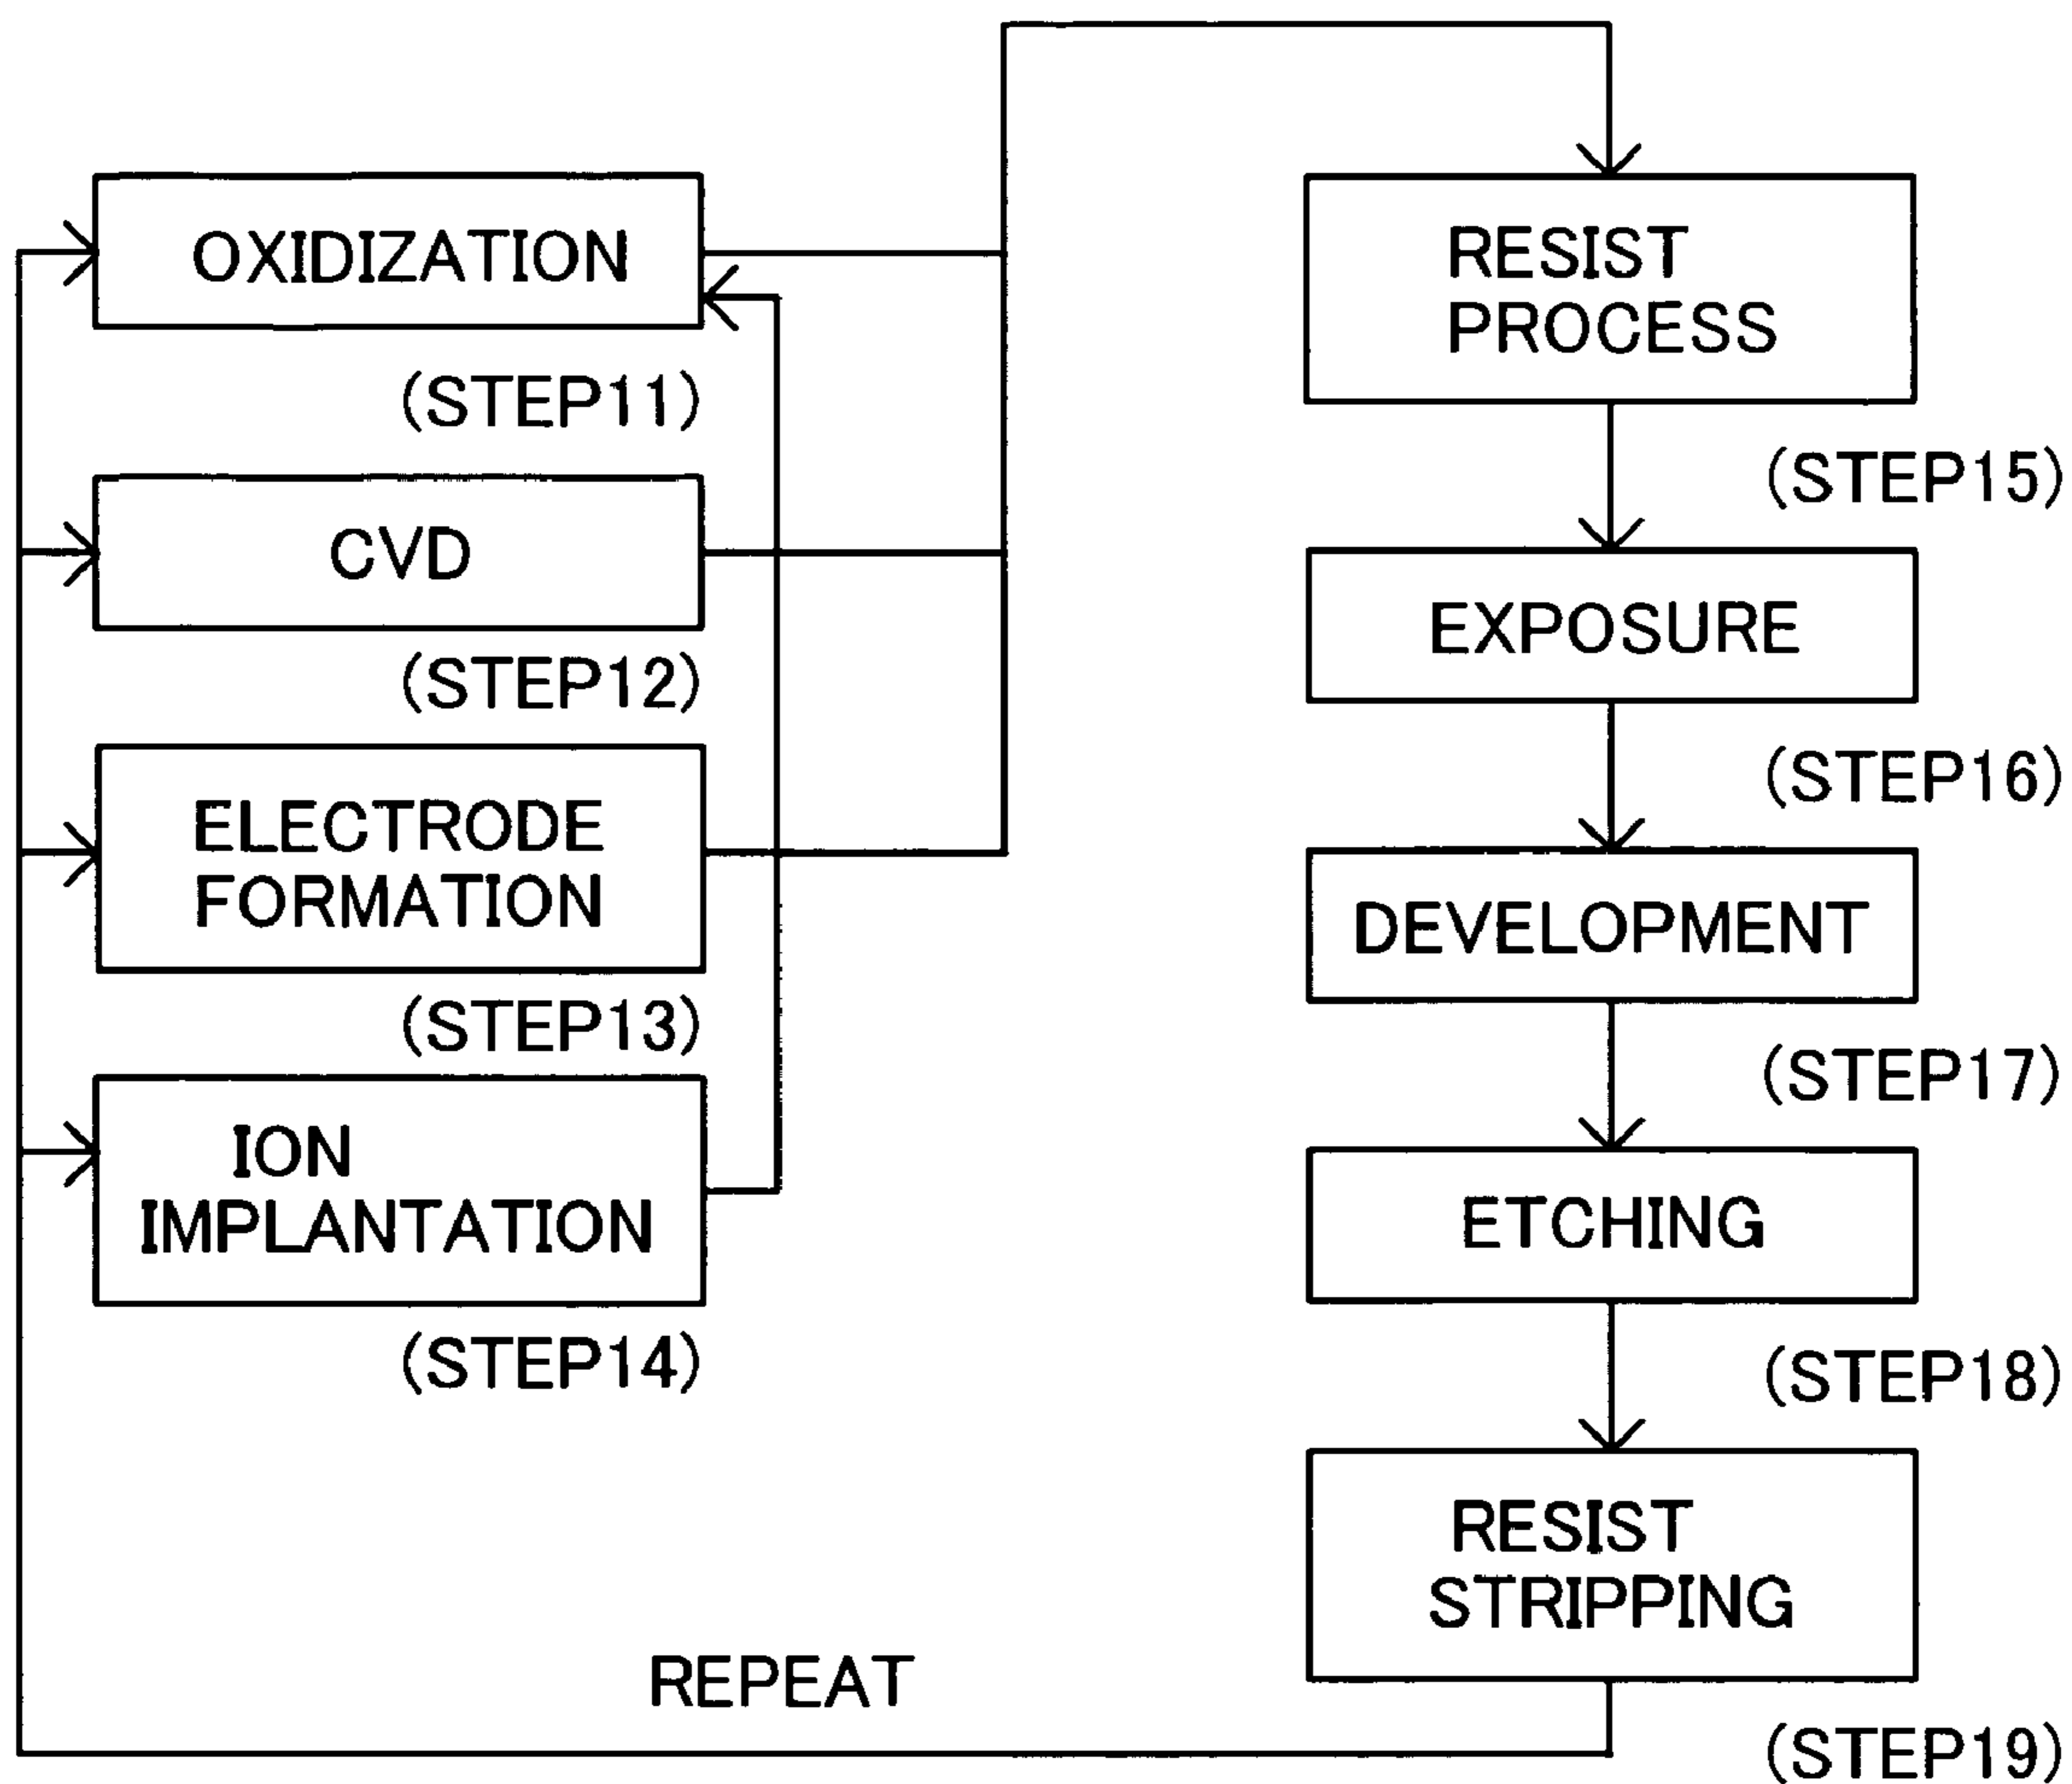 OXIDIZATION
(STEP11)
CVD
(STEP12)
ELECTRODE
FORMATION
(STEP13)
ION
IMPLANTATION
(STEP14)
RESIST
PROCESS
(STEP15)
EXPOSURE
(STEP16)
DEVELOPMENT
(STEP17)
ETCHING
(STEP18)
RESIST
STRIPPING
(STEP19)
REPEAT